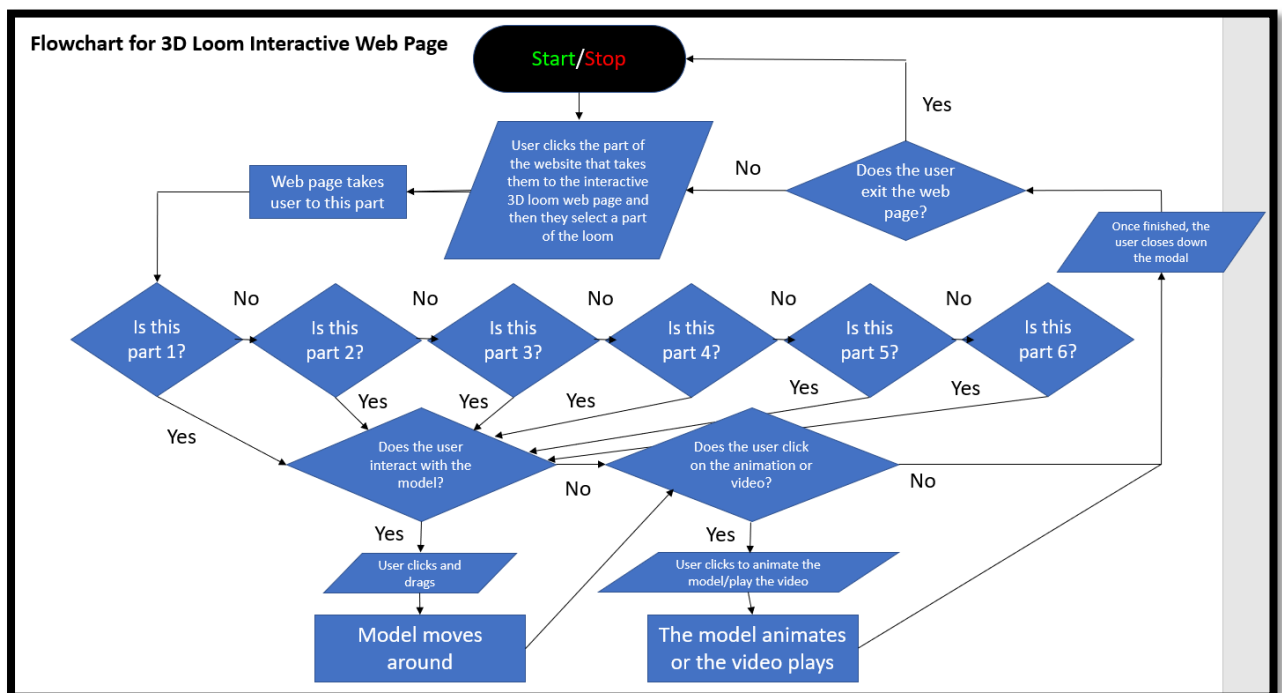 Flowchart for 3D Loom Interactive Web Page
Start/Stop
Yes
User clicks the part
of the website that takes
them to the interactive
3D loom web page and
then they select a part
of the loom
No
Does the user
exit the web
page?
Web page takes
user to this part
Once finished, the
user closes down
the modal
No
No
No
No
No
Is this
part 1?
Is this
part 2?
Is this
part 3?
Is this
part 4?
Is this
part 5?
Is this
part 6?
Yes
Yes
Yes
Yes
Yes
Yes
Does the user
interact with the
model?
No
Does the user click
on the animation or
video?
No
Yes
Yes
User clicks and
drags
User clicks to animate the
model/play the video
Model moves
around
The model animates
or the video plays